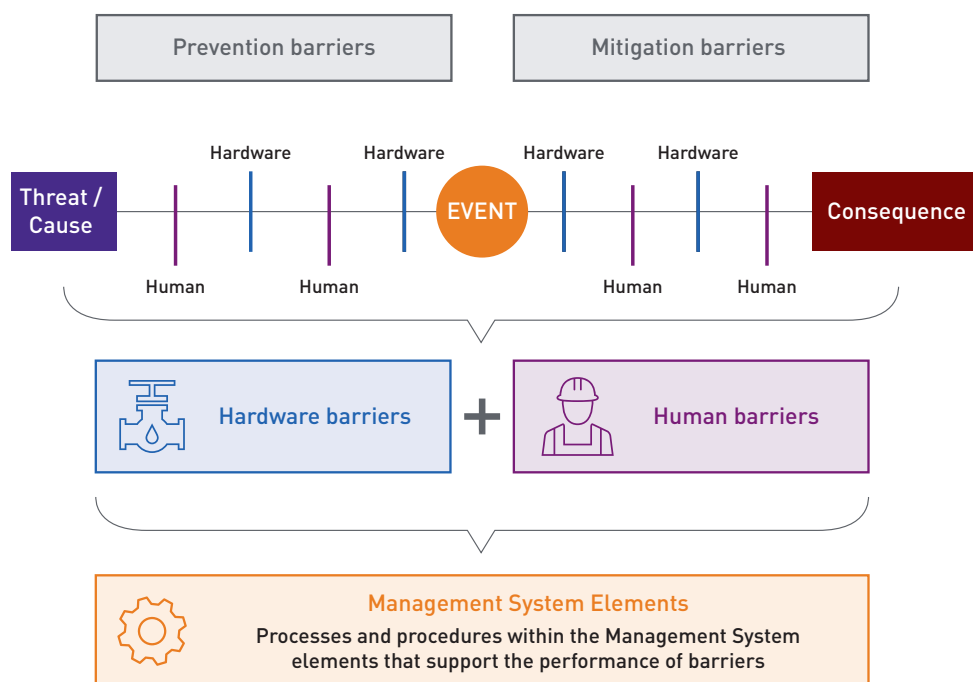 Prevention barriers
Mitigation barriers
Hardware
Hardware
Hardware
Hardware
Threat /
Cause
EVENT
Consequence
Human
Human
Human
Human
Hardware barriers
Human barriers
Management System Elements
Processes and procedures within the Management System
elements that support the performance of barriers